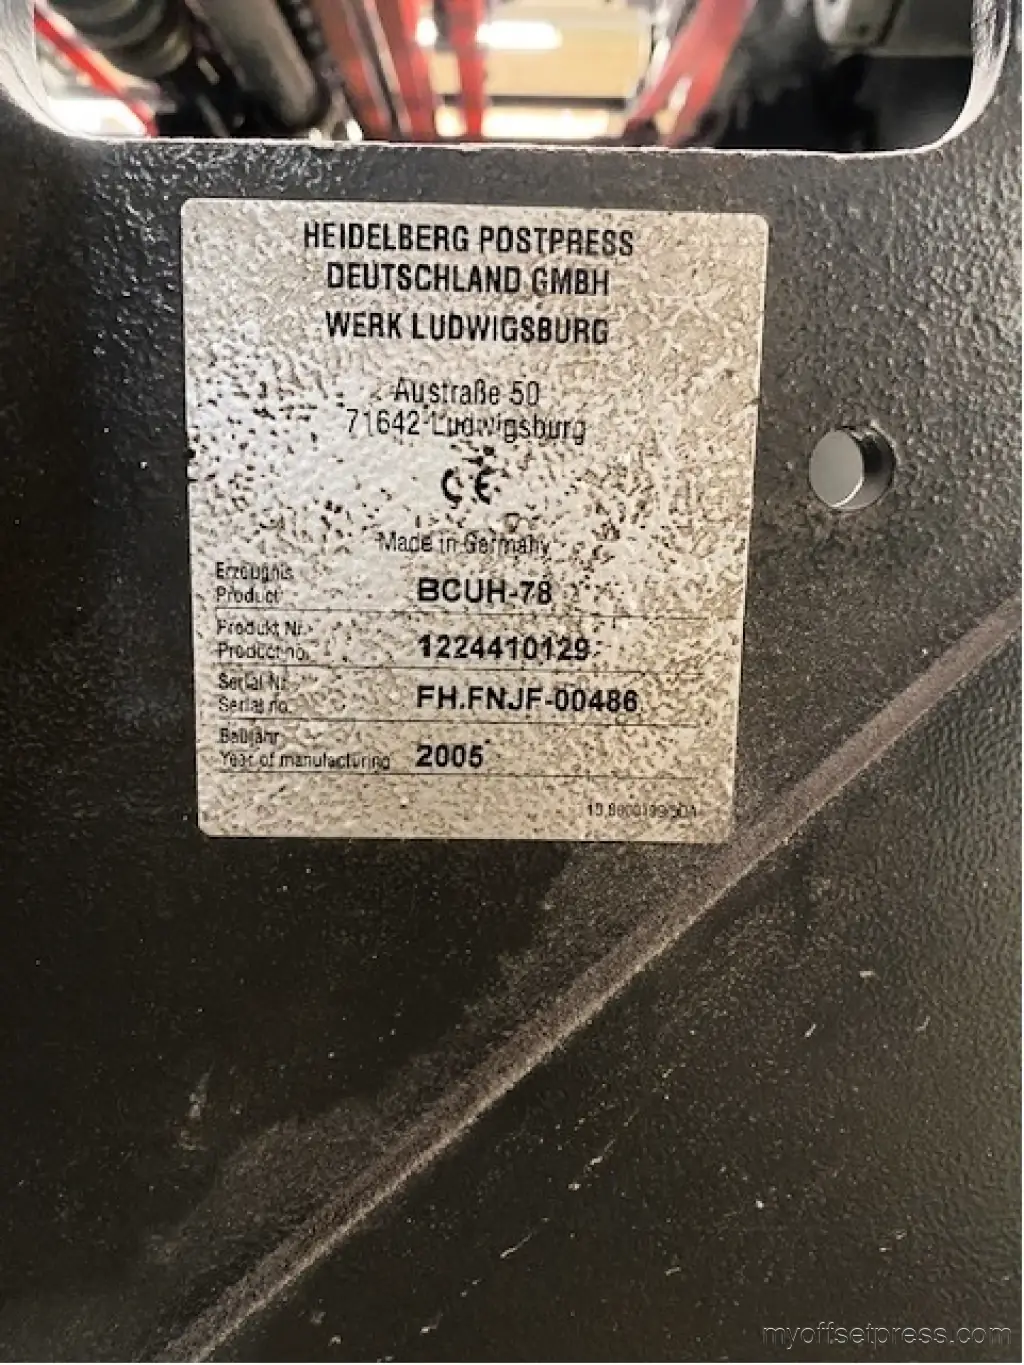 HEIDELBERG POSTPRESS
DEUTSCHLAND GMBH
WERK LUDWIGSBURG
Austraße 50
71642 Ludwigsburg
CE
Made in Germany
Erzeugnis
Product BCUH-78
Produkt Nr.
Product no. 1224410129
Serial Nr.
Serial no. FH.FNJF-00486
Baujahr
Year of manufacturing 2005
myoffsetpress.com